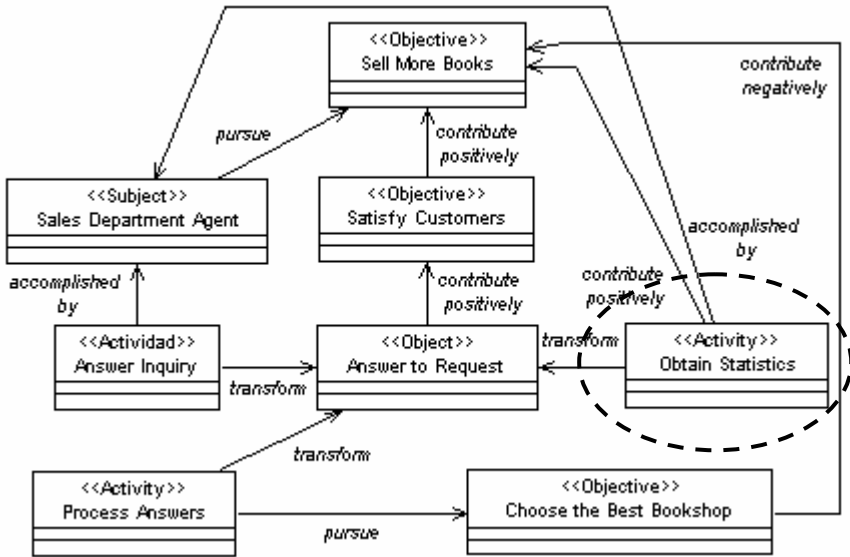 <<Objective>>
Sell More Books
contribute
negatively
pursue
contribute
positively
<<Subject>>
Sales Department Agent
<<Objective>>
Satisfy Customers
accomplished
by
accomplished
by
contribute
positively
contribute
positively
<<Actividad>>
Answer Inquiry
<<Object>>
Answer to Request
<<Activity>>
Obtain Statistics
transform
transform
transform
<<Activity>>
Process Answers
<<Objective>>
Choose the Best Bookshop
pursue